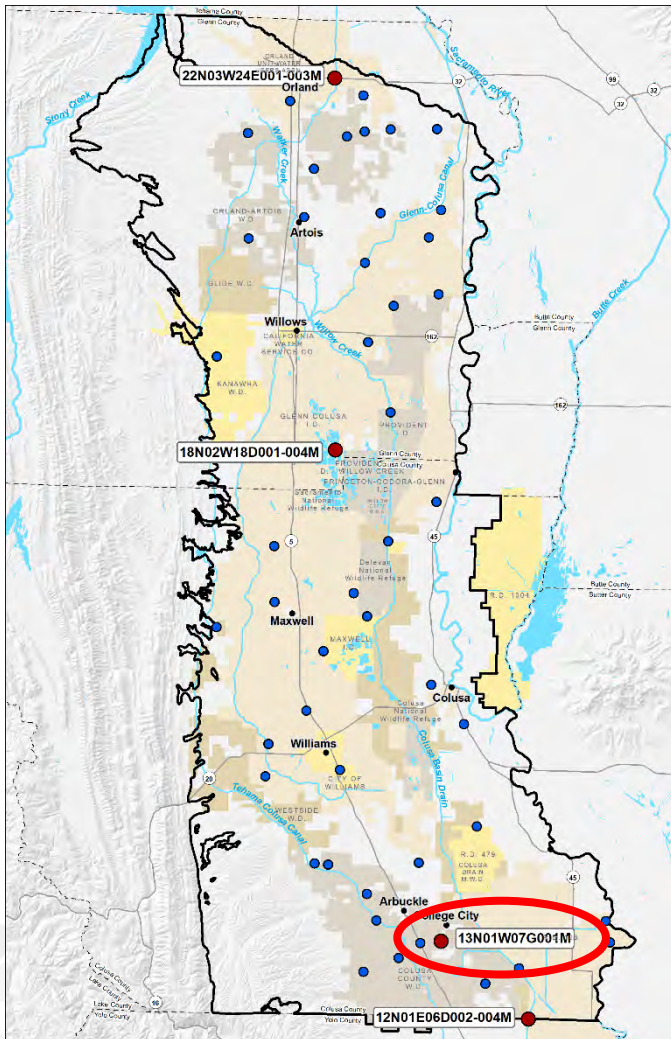 Tehama County
Glenn County
ORLAND
UNIT WATER
22N03W24E001-003M
Orland
32
99
32
32
Sacramento River
Stony Creek
Walker Creek
Glenn-Colusa Canal
ORLAND-ARTOIS
W.D.
Artois
Butte Creek
GLIDE W.D.
Willows
CALIFORNIA
WATER
SERVICE CO.
Willow Creek
162
Butte County
Glenn County
KANAWHA
W.D.
162
GLENN COLUSA
I.D.
PROVIDENT
18N02W18D001-004M
Glenn County
Colusa County
WILLOW CREEK
PRINCETON-CODORA-GLENN
I.D.
Sacramento
National
Wildlife Refuge
45
5
Delevan
National
Wildlife Refuge
R.D. 1004
Butte County
Sutter County
Maxwell
MAXWELL
I.D.
Colusa
Colusa
National
Wildlife Refuge
Williams
Colusa Basin Drain
20
CITY OF
WILLIAMS
Tehama Colusa Canal
WESTSIDE
W.D.
R.D. 479
COLUSA
DRAIN
M.W.C.
45
Arbuckle
College City
13N01W07G001M
COLUSA
COUNTY
W.D.
16
Colusa County
Lake County
Lake County
Yolo County
Colusa County
Yolo County
12N01E06D002-004M